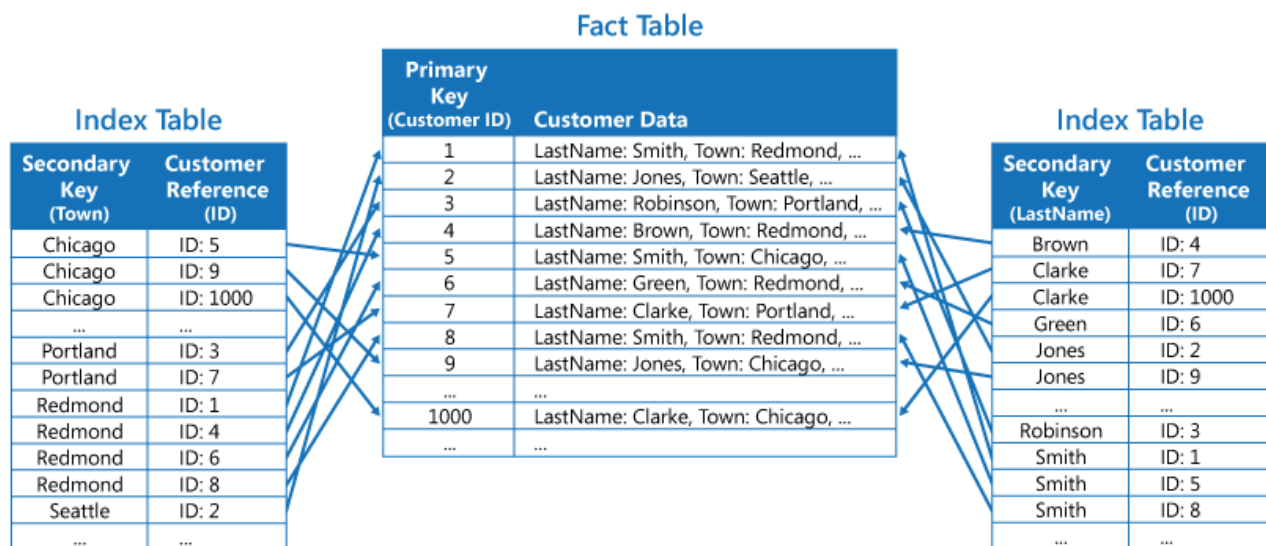 Fact Table
Primary
Key
(Customer ID) Customer Data
1 LastName: Smith, Town: Redmond, ...
2 LastName: Jones, Town: Seattle, ...
3 LastName: Robinson, Town: Portland, ...
4 LastName: Brown, Town: Redmond, ...
5 LastName: Smith, Town: Chicago, ...
6 LastName: Green, Town: Redmond, ...
7 LastName: Clarke, Town: Portland, ...
8 LastName: Smith, Town: Redmond, ...
9 LastName: Jones, Town: Chicago, ...
... ...
1000 LastName: Clarke, Town: Chicago, ...
... ...
Index Table
Secondary Customer
Key Reference
(Town) (ID)
Chicago ID: 5
Chicago ID: 9
Chicago ID: 1000
... ...
Portland ID: 3
Portland ID: 7
Redmond ID: 1
Redmond ID: 4
Redmond ID: 6
Redmond ID: 8
Seattle ID: 2
... ...
Index Table
Secondary Customer
Key Reference
(LastName) (ID)
Brown ID: 4
Clarke ID: 7
Clarke ID: 1000
Green ID: 6
Jones ID: 2
Jones ID: 9
... ...
Robinson ID: 3
Smith ID: 1
Smith ID: 5
Smith ID: 8
... ...